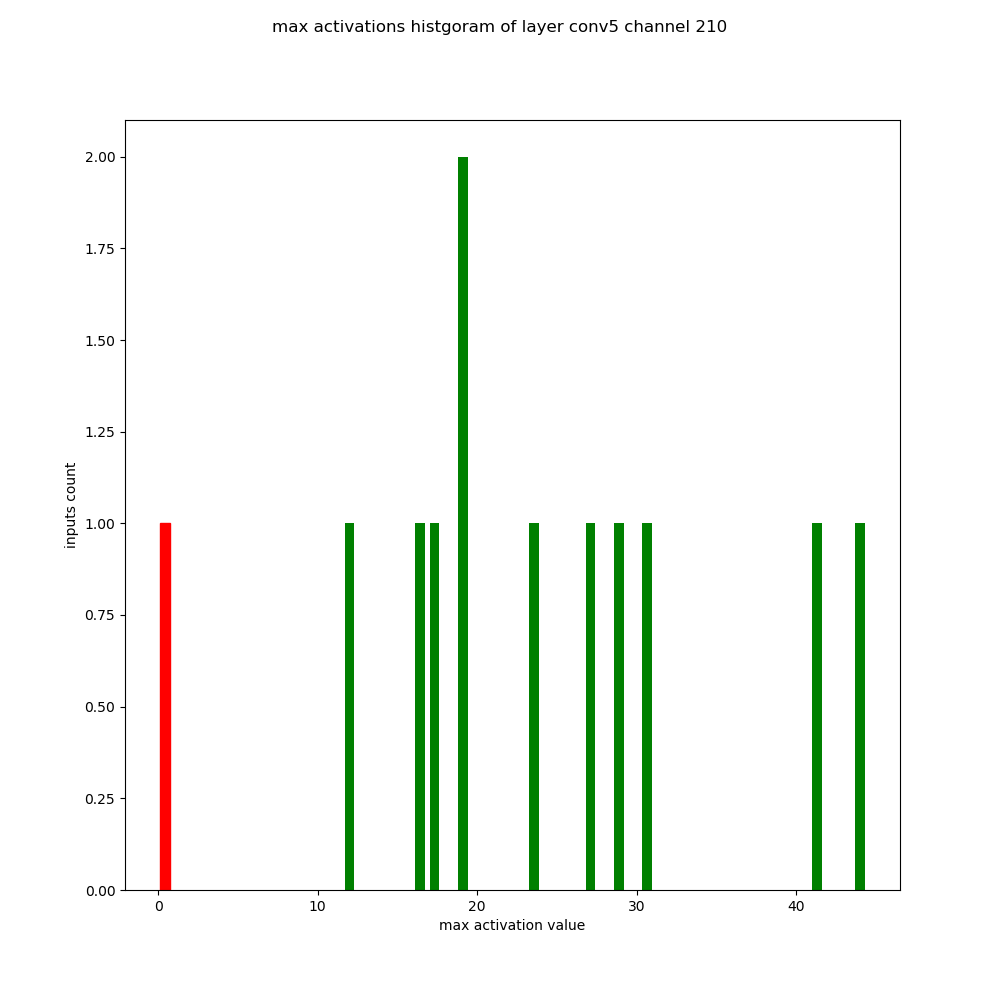 max activations histgoram of layer conv5 channel 210
2.00
1.75
1.50
1.25
1.00
0.75
0.50
0.25
0.00
inputs count
0 10 20 30 40
max activation value